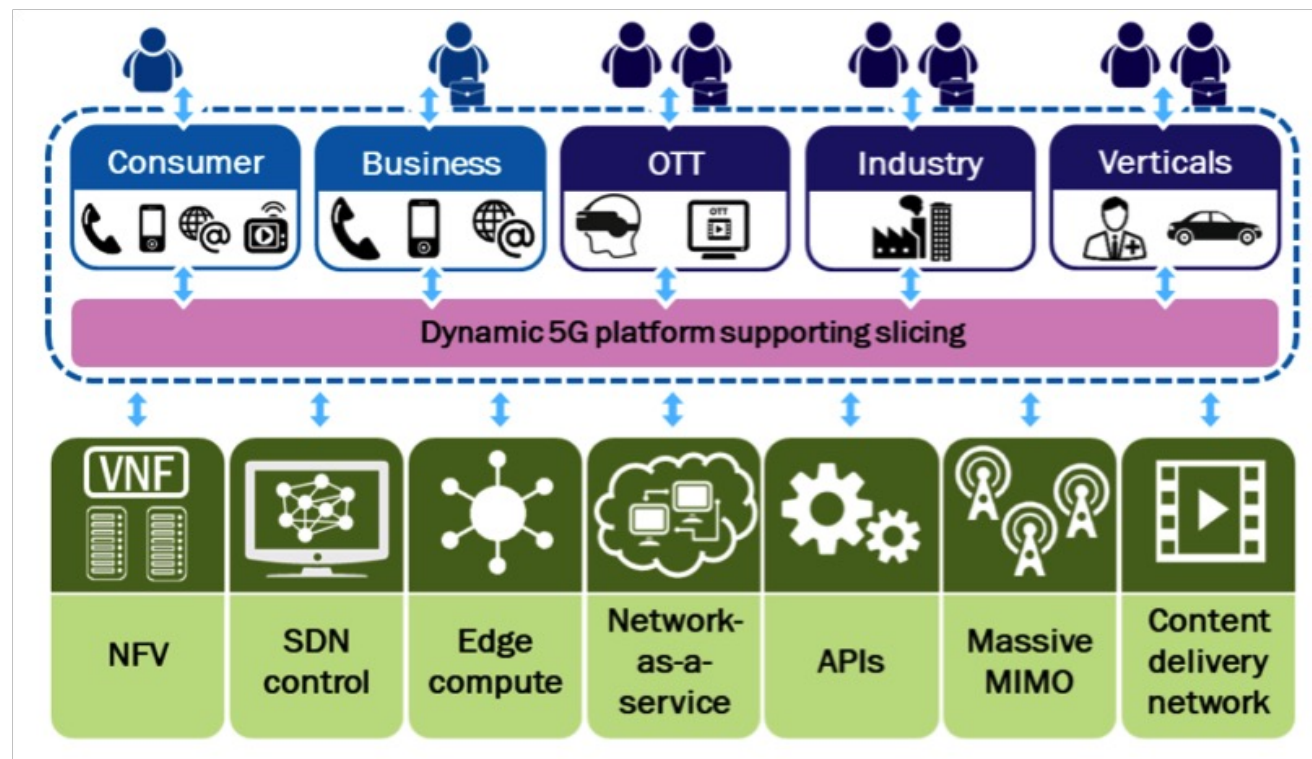 Consumer
Business
OTT
Industry
Verticals
@
@
OTT
Dynamic 5G platform supporting slicing
VNF
NFV
SDN
control
Edge
compute
Network-
as-a-
service
APIs
Massive
MIMO
Content
delivery
network